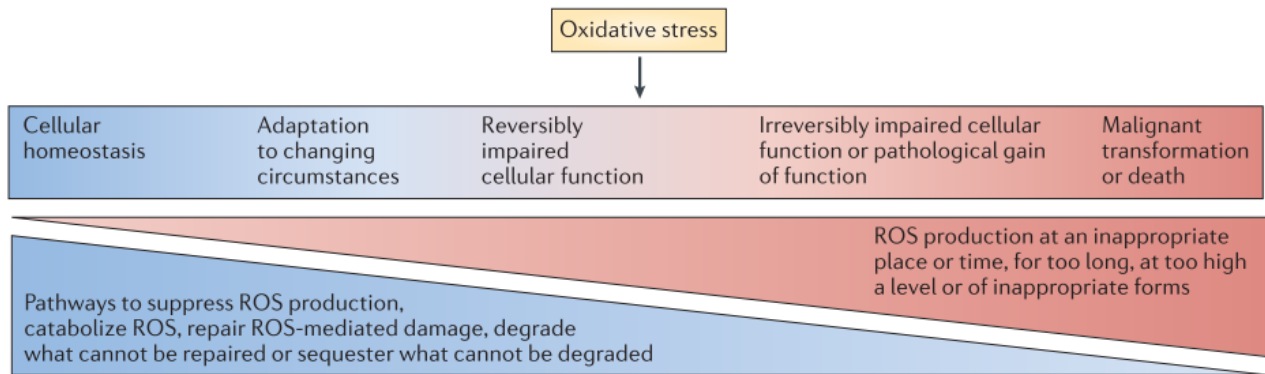 Oxidative stress
Cellular
homeostasis
Adaptation
to changing
circumstances
Reversibly
impaired
cellular function
Irreversibly impaired cellular
function or pathological gain
of function
Malignant
transformation
or death
ROS production at an inappropriate
place or time, for too long, at too high
a level or of inappropriate forms
Pathways to suppress ROS production,
catabolize ROS, repair ROS-mediated damage, degrade
what cannot be repaired or sequester what cannot be degraded